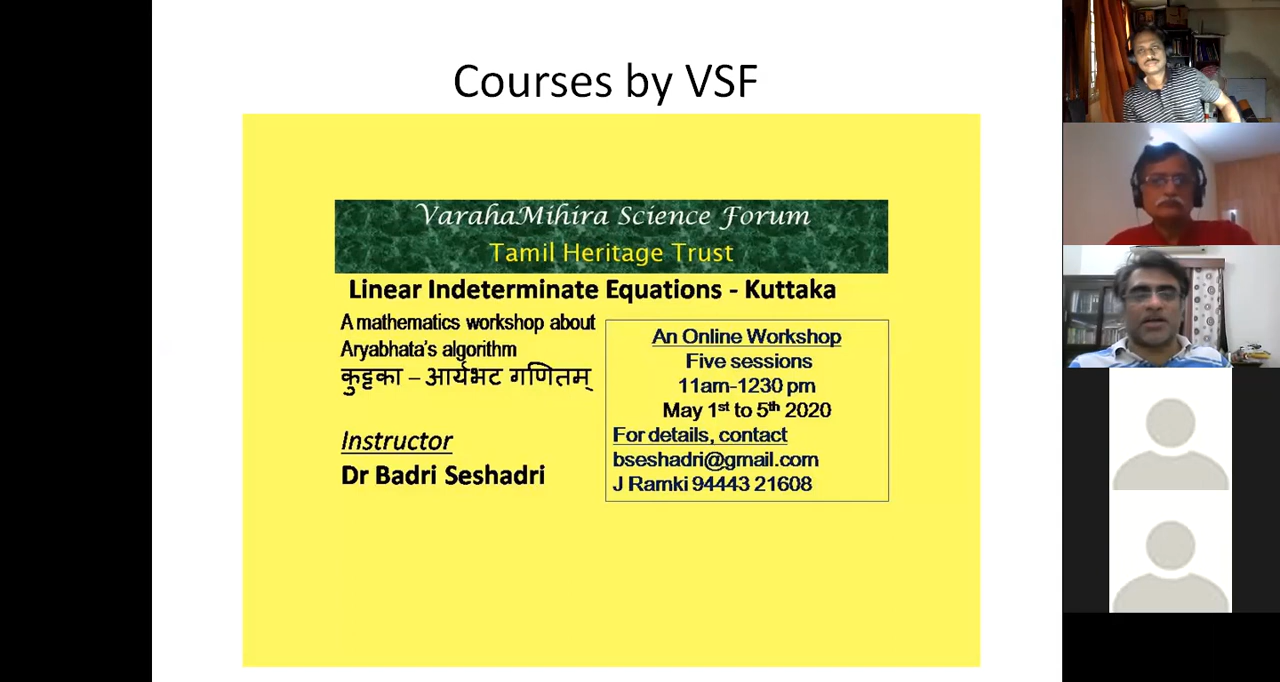 Courses by VSF
VarahaMihira Science Forum
Tamil Heritage Trust
Linear Indeterminate Equations - Kuttaka
A mathematics workshop about
Aryabhata's algorithm
कुट्टका – आर्यभट गणितम्
Instructor
Dr Badri Seshadri
An Online Workshop
Five sessions
11am-1230 pm
May 1st to 5th 2020
For details, contact
bseshadri@gmail.com
J Ramki 94443 21608